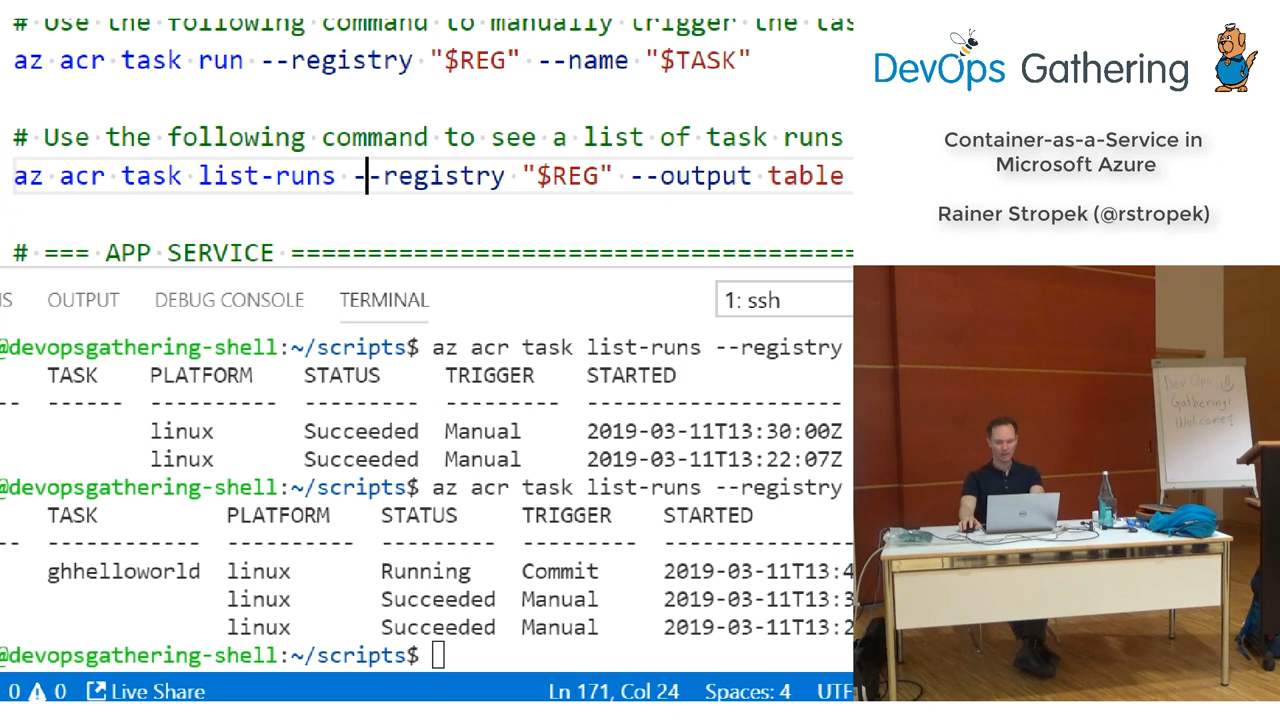 # Use the following command to manually trigger the tas
az acr task run --registry "$REG" --name "$TASK"
# Use the following command to see a list of task runs
az acr task list-runs --registry "$REG" --output table
# === APP SERVICE ====================================
S OUTPUT DEBUG CONSOLE TERMINAL 1: ssh
@devopsgathering-shell:~/scripts$ az acr task list-runs --registry
TASK PLATFORM STATUS TRIGGER STARTED
-- ------ ---------- --------- --------- --------------------
linux Succeeded Manual 2019-03-11T13:30:00Z
linux Succeeded Manual 2019-03-11T13:22:07Z
@devopsgathering-shell:~/scripts$ az acr task list-runs --registry
TASK PLATFORM STATUS TRIGGER STARTED
-- ------------ ---------- --------- --------- ---------------
ghhelloworld linux Running Commit 2019-03-11T13:4
linux Succeeded Manual 2019-03-11T13:3
linux Succeeded Manual 2019-03-11T13:2
@devopsgathering-shell:~/scripts$
0 0 Live Share Ln 171, Col 24 Spaces: 4 UTF
DevOps Gathering
Container-as-a-Service in
Microsoft Azure
Rainer Stropek (@rstropek)
DevOps
Gathering!
Welcome!